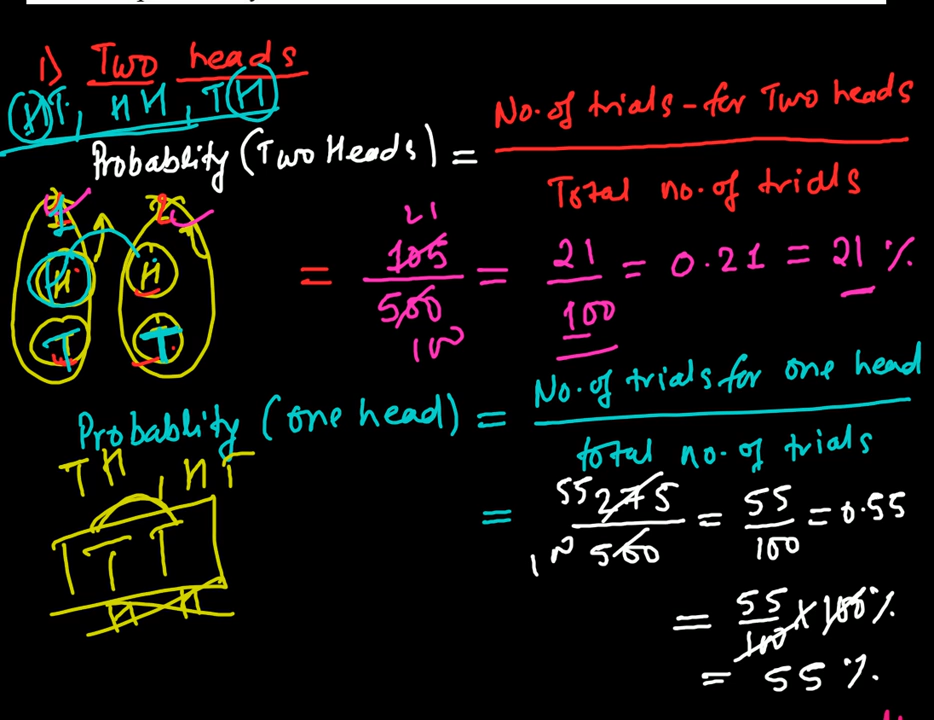 1) Two heads
HT, HH, TH
Probablity (Two Heads) = No. of trials - for Two heads
Total no. of trials
1 2
H H
T T
= 21 105 / 500 100 = 21/100 = 0.21 = 21 %
Probablity (one head) = No. of trials for one head
total no. of trials
T H , H T
= 55 275 / 500 100 = 55/100 = 0.55
T T T
H H
= 55/100 x 100 %
= 55 %.